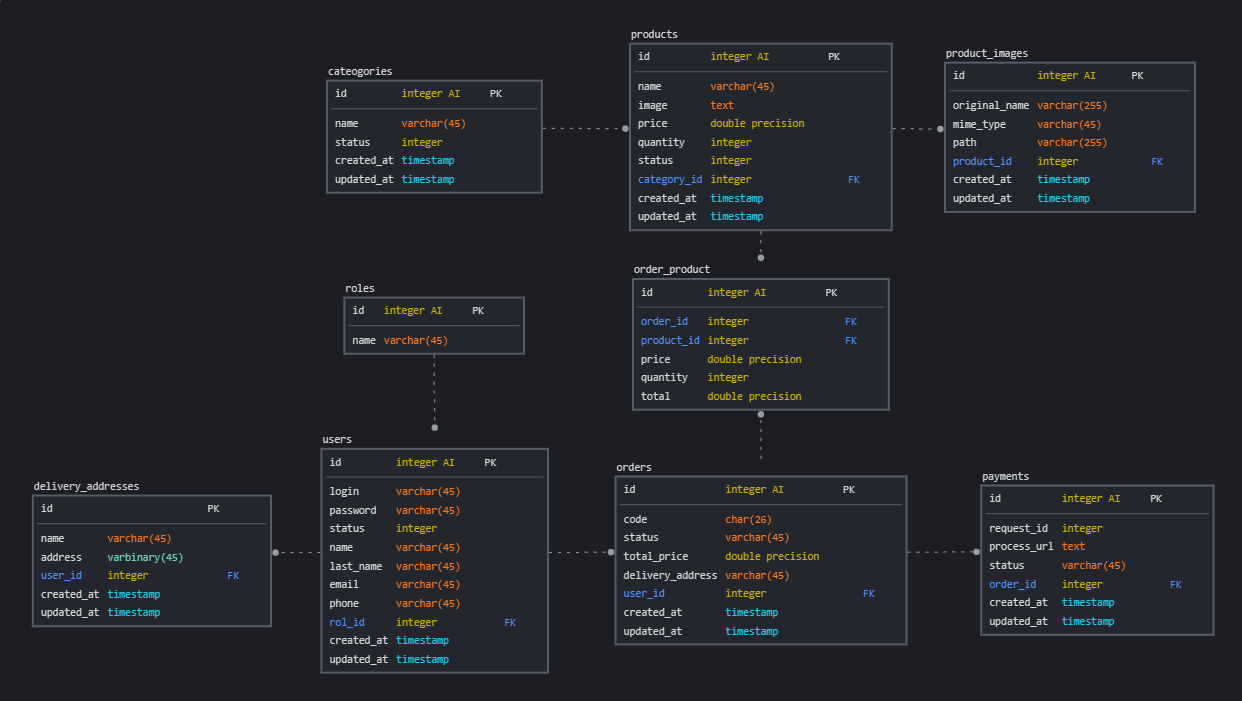 products
id integer AI PK
name varchar(45)
image text
price double precision
quantity integer
status integer
category_id integer FK
created_at timestamp
updated_at timestamp
product_images
id integer AI PK
original_name varchar(255)
mime_type varchar(45)
path varchar(255)
product_id integer FK
created_at timestamp
updated_at timestamp
cateogories
id integer AI PK
name varchar(45)
status integer
created_at timestamp
updated_at timestamp
order_product
id integer AI PK
order_id integer FK
product_id integer FK
price double precision
quantity integer
total double precision
roles
id integer AI PK
name varchar(45)
users
id integer AI PK
login varchar(45)
password varchar(45)
status integer
name varchar(45)
last_name varchar(45)
email varchar(45)
phone varchar(45)
rol_id integer FK
created_at timestamp
updated_at timestamp
orders
id integer AI PK
code char(26)
status varchar(45)
total_price double precision
delivery_address varchar(45)
user_id integer FK
created_at timestamp
updated_at timestamp
payments
id integer AI PK
request_id integer
process_url text
status varchar(45)
order_id integer FK
created_at timestamp
updated_at timestamp
delivery_addresses
id PK
name varchar(45)
address varbinary(45)
user_id integer FK
created_at timestamp
updated_at timestamp